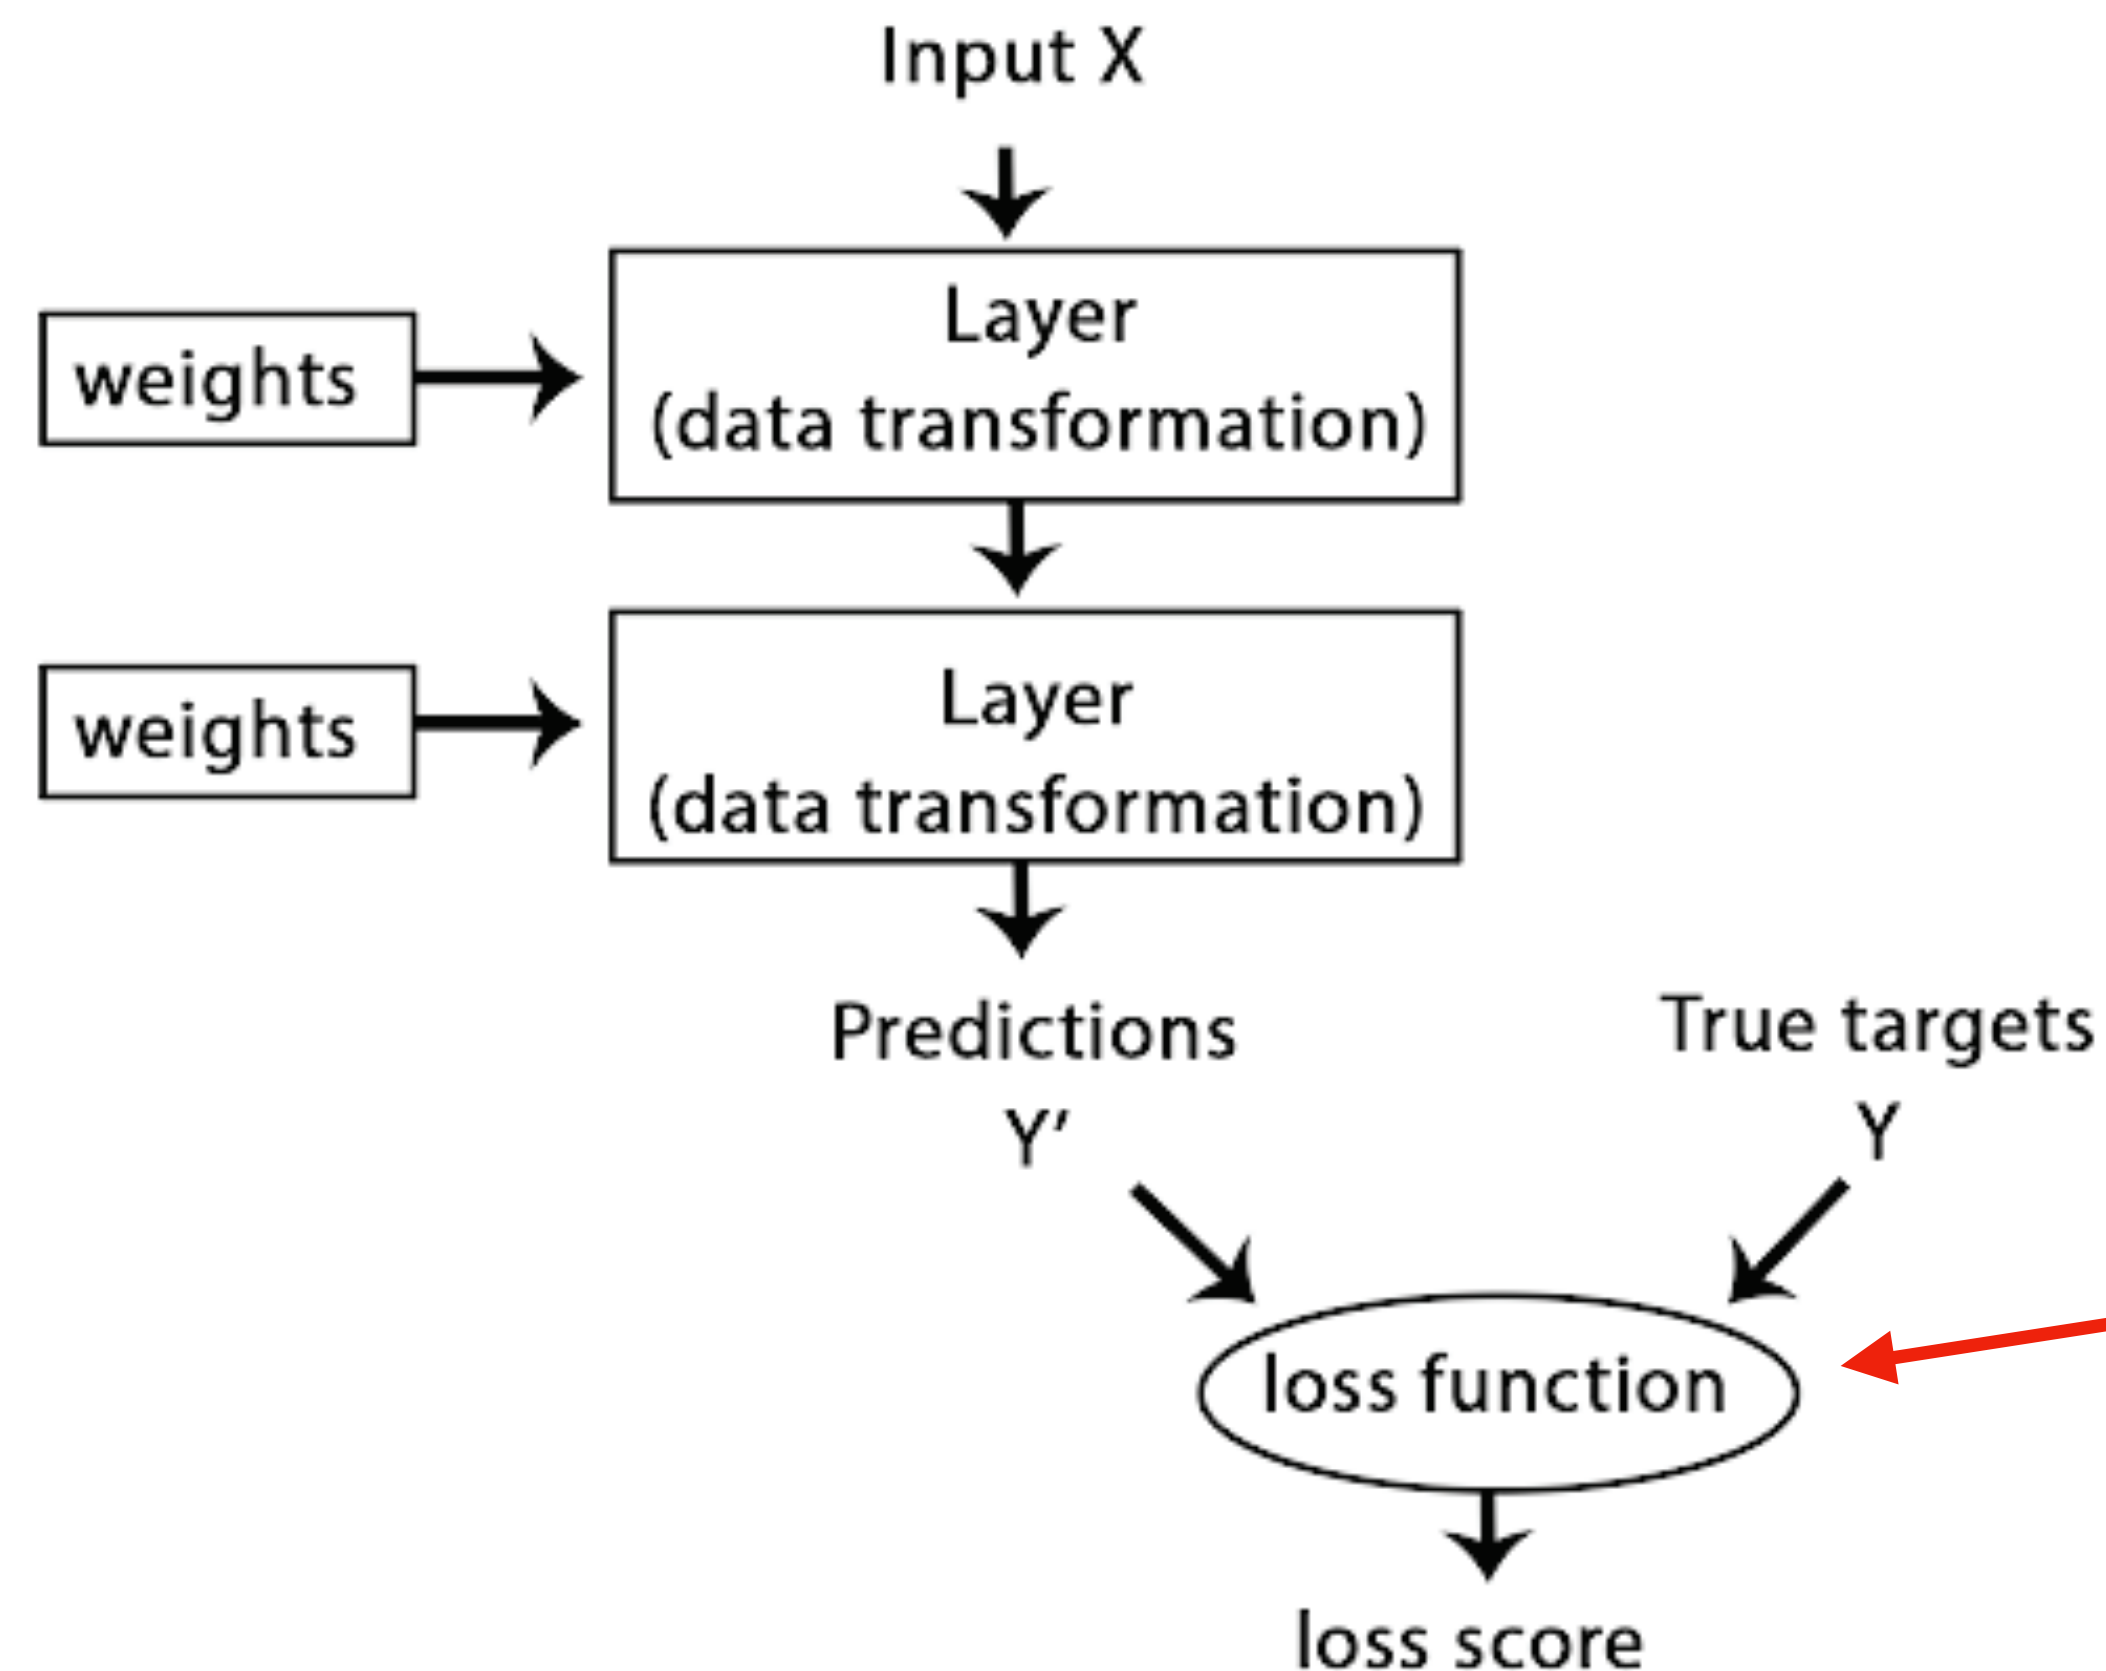 Input X
Layer
(data transformation)
weights
Layer
(data transformation)
weights
Predictions
Y′
True targets
Y
loss function
loss score